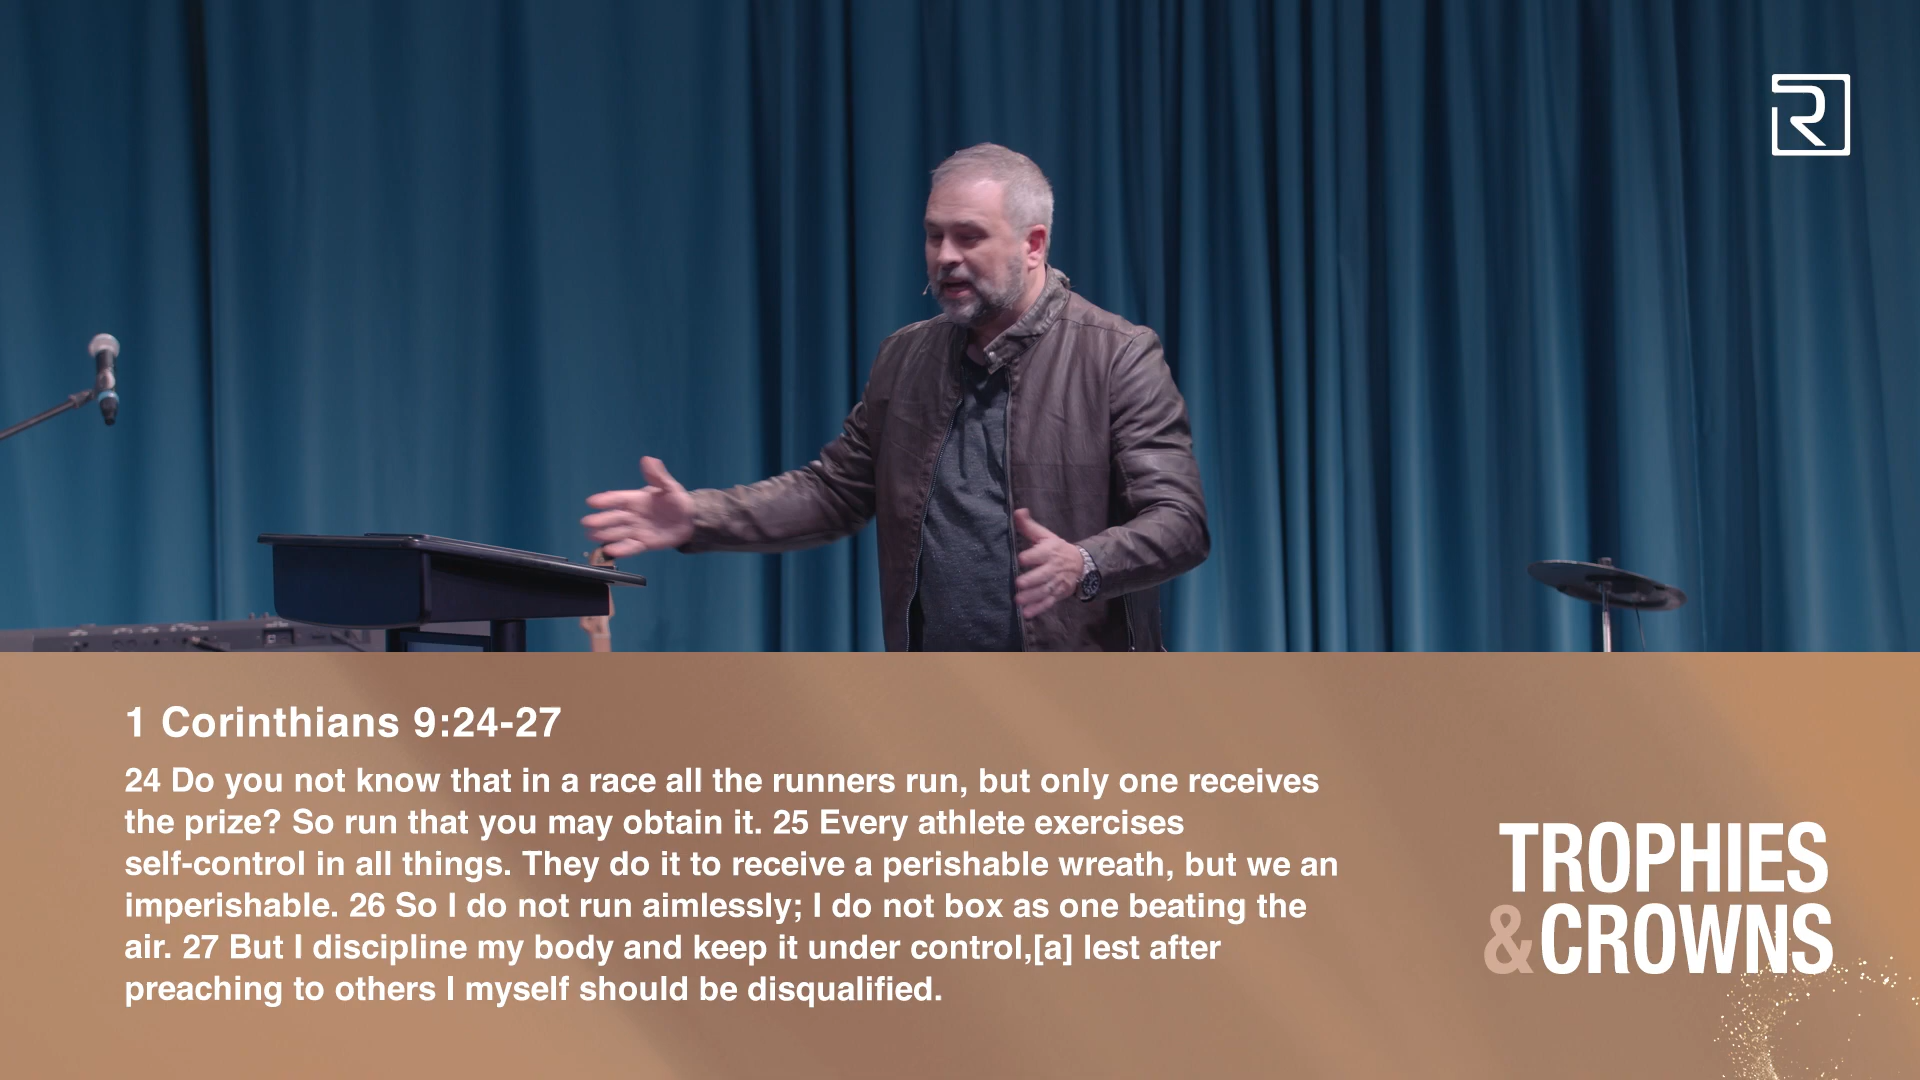 R
1 Corinthians 9:24-27
24 Do you not know that in a race all the runners run, but only one receives
the prize? So run that you may obtain it. 25 Every athlete exercises
self-control in all things. They do it to receive a perishable wreath, but we an
imperishable. 26 So I do not run aimlessly; I do not box as one beating the
air. 27 But I discipline my body and keep it under control,[a] lest after
preaching to others I myself should be disqualified.
TROPHIES
&CROWNS